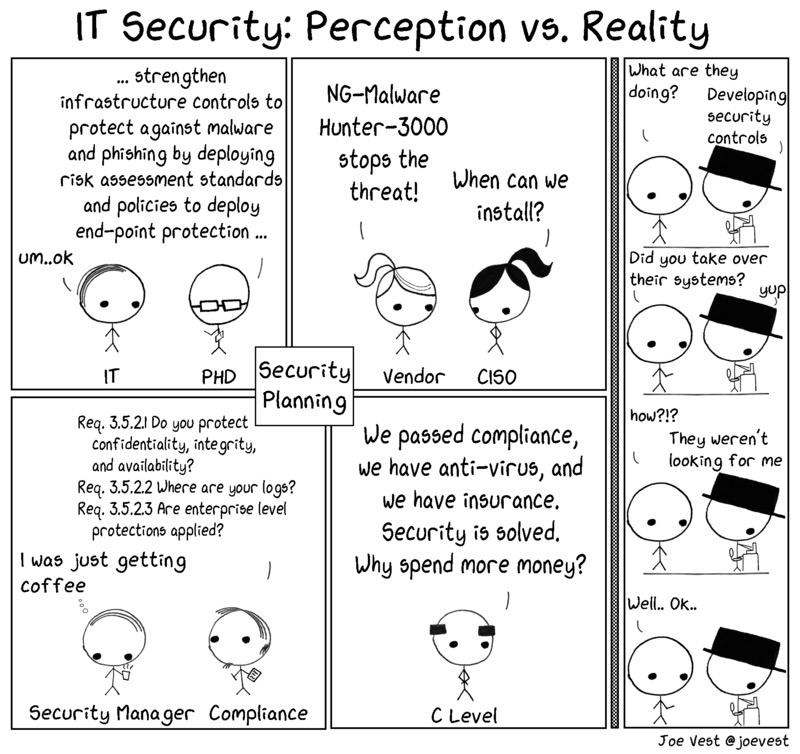 IT Security: Perception vs. Reality
... strengthen
infrastructure controls to
protect against malware
and phishing by deploying
risk assessment standards
and policies to deploy
end-point protection ...
um..ok
IT
PHD
NG-Malware
Hunter-3000
stops the
threat!
When can we
install?
Vendor
CISO
Security
Planning
Req. 3.5.2.1 Do you protect
confidentiality, integrity,
and availability?
Req. 3.5.2.2 Where are your logs?
Req. 3.5.2.3 Are enterprise level
protections applied?
I was just getting
coffee
Security Manager
Compliance
We passed compliance,
we have anti-virus, and
we have insurance.
Security is solved.
Why spend more money?
C Level
What are they
doing?
Developing
security
controls
Did you take over
their systems?
yup
how?!?
They weren't
looking for me
Well.. Ok..
Joe Vest @joevest